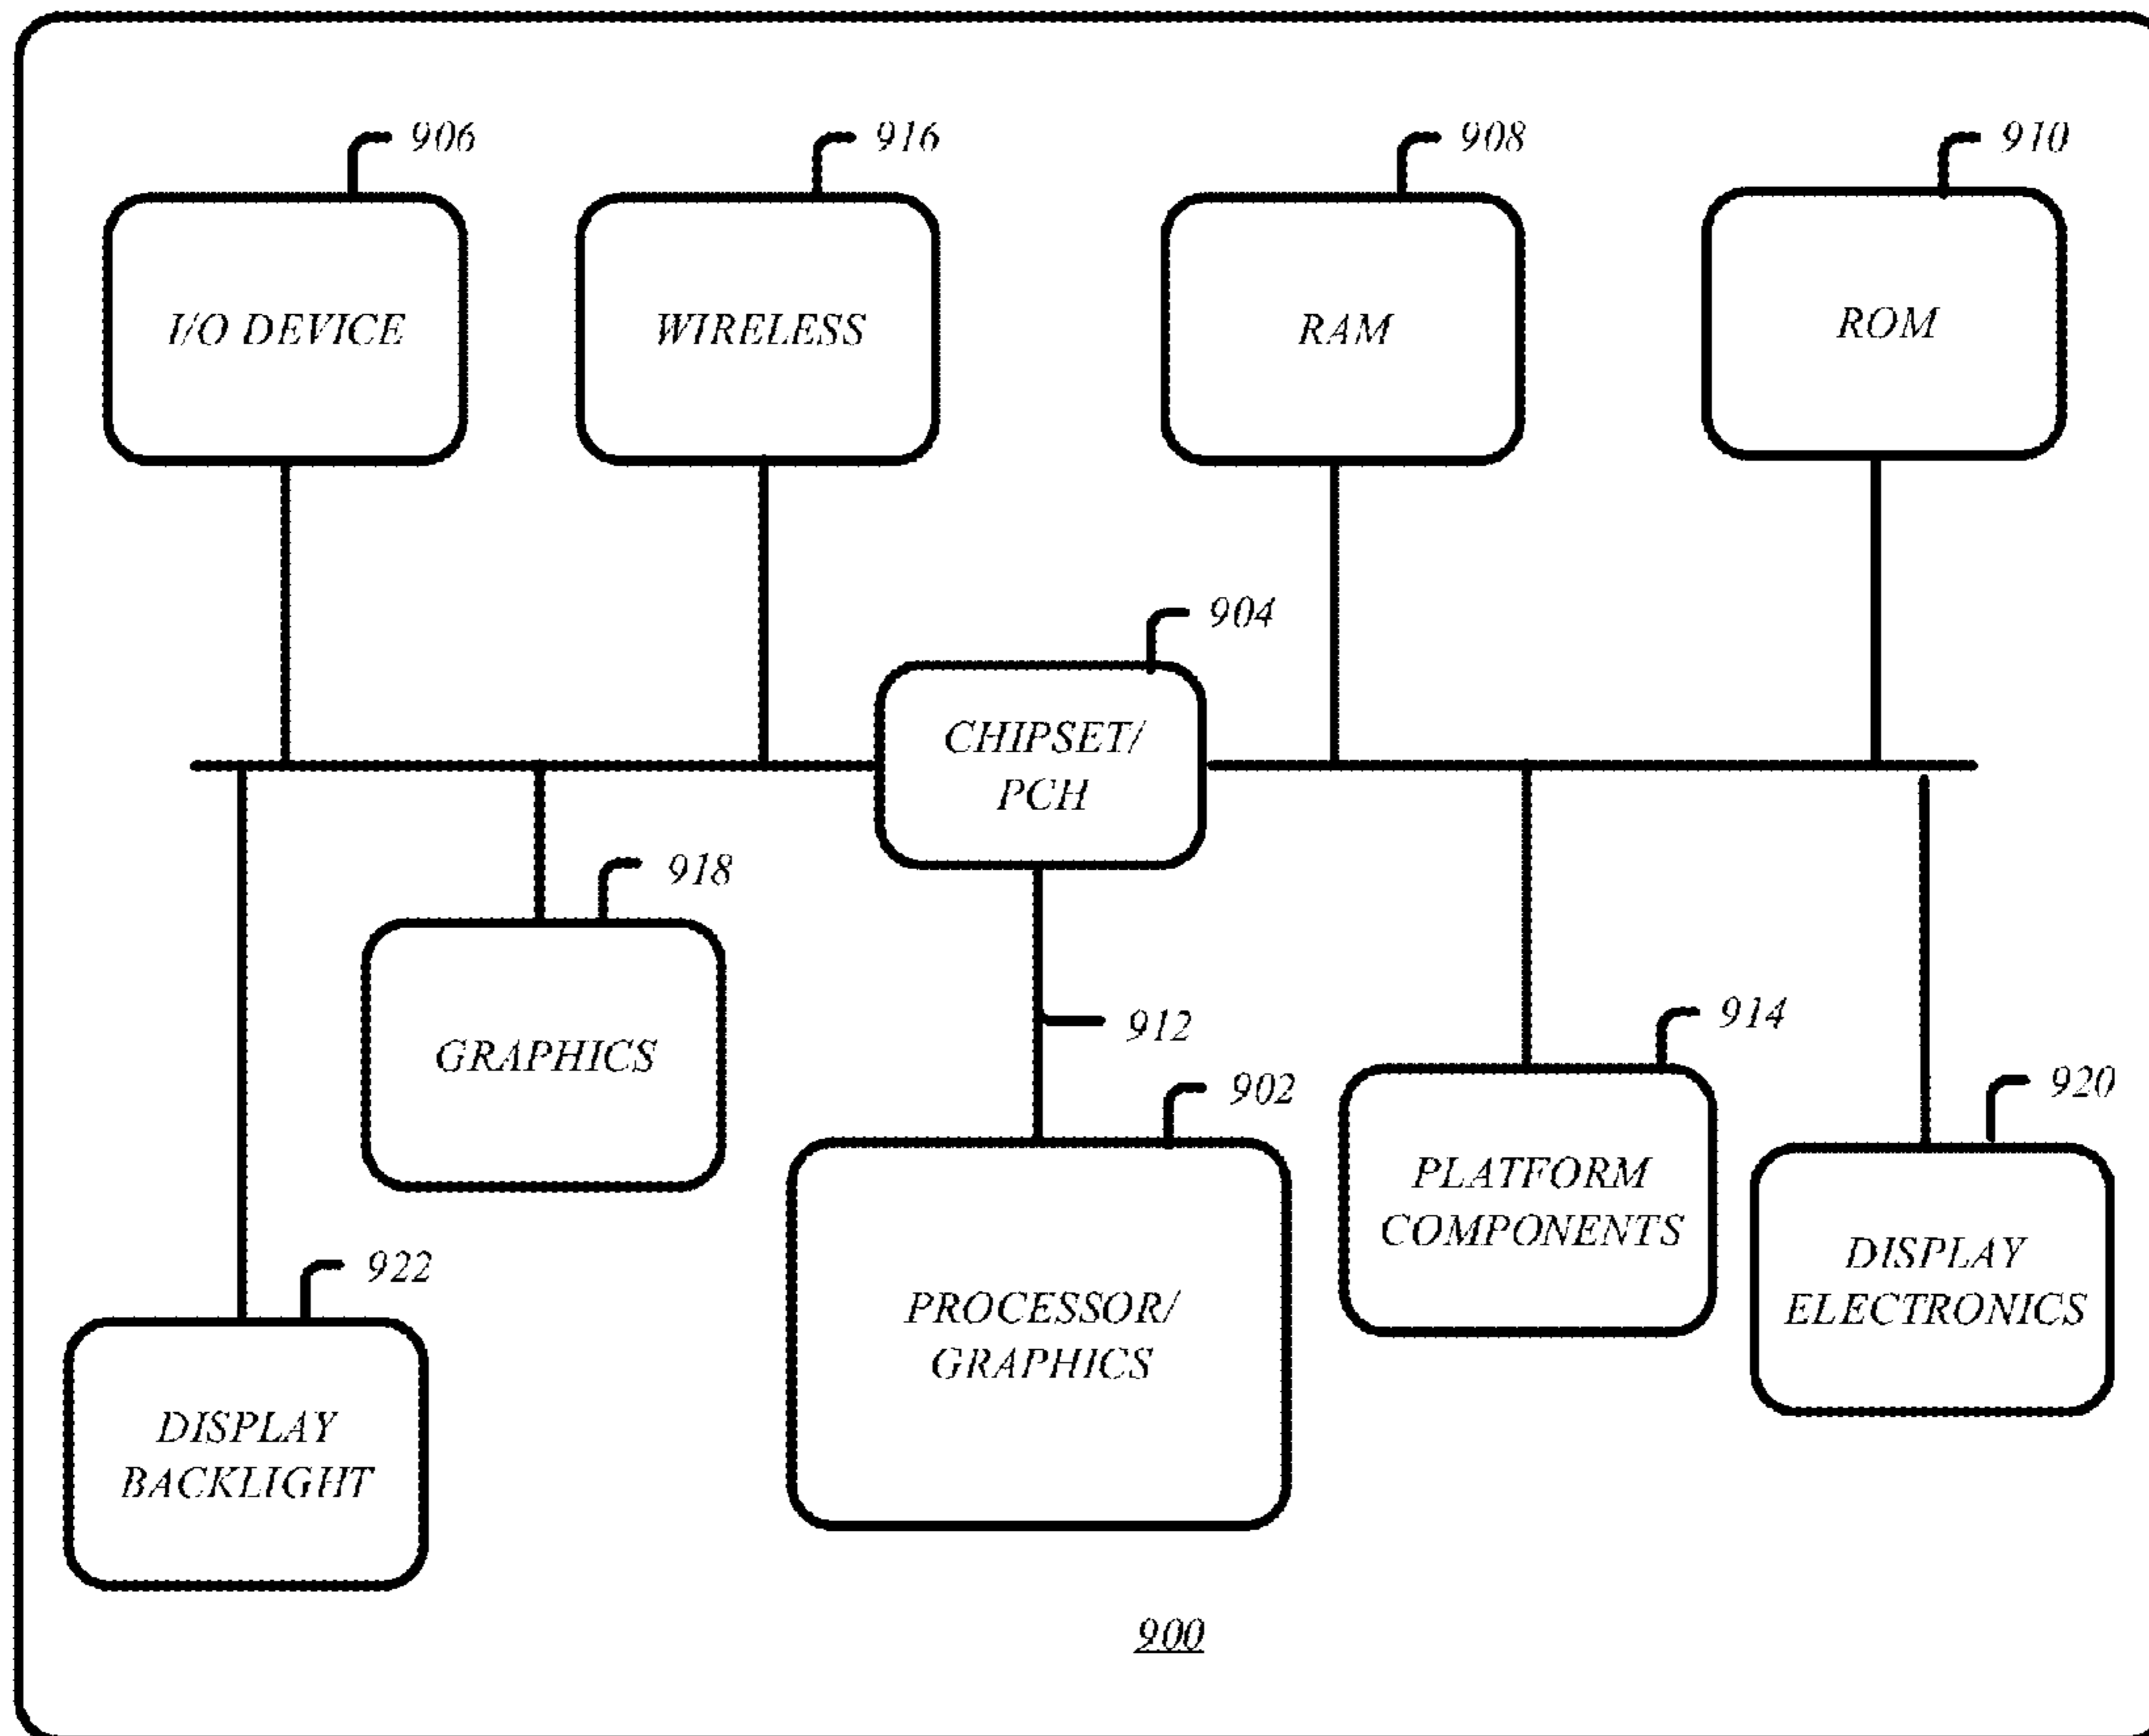 906
916
908
910
I/O DEVICE
WIRELESS
RAM
ROM
904
CHIPSET/
PCH
918
GRAPHICS
912
914
902
920
PLATFORM
COMPONENTS
DISPLAY
ELECTRONICS
922
PROCESSOR/
GRAPHICS
DISPLAY
BACKLIGHT
900